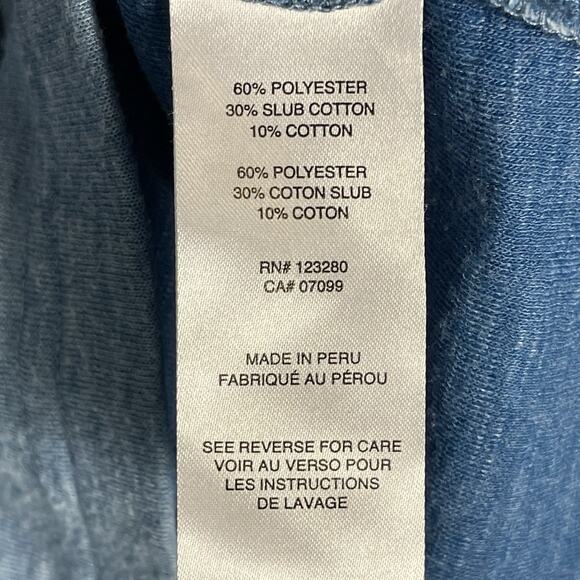 60% POLYESTER
30% SLUB COTTON
10% COTTON
60% POLYESTER
30% COTON SLUB
10% COTON
RN# 123280
CA# 07099
MADE IN PERU
FABRIQUÉ AU PÉROU
SEE REVERSE FOR CARE
VOIR AU VERSO POUR
LES INSTRUCTIONS
DE LAVAGE